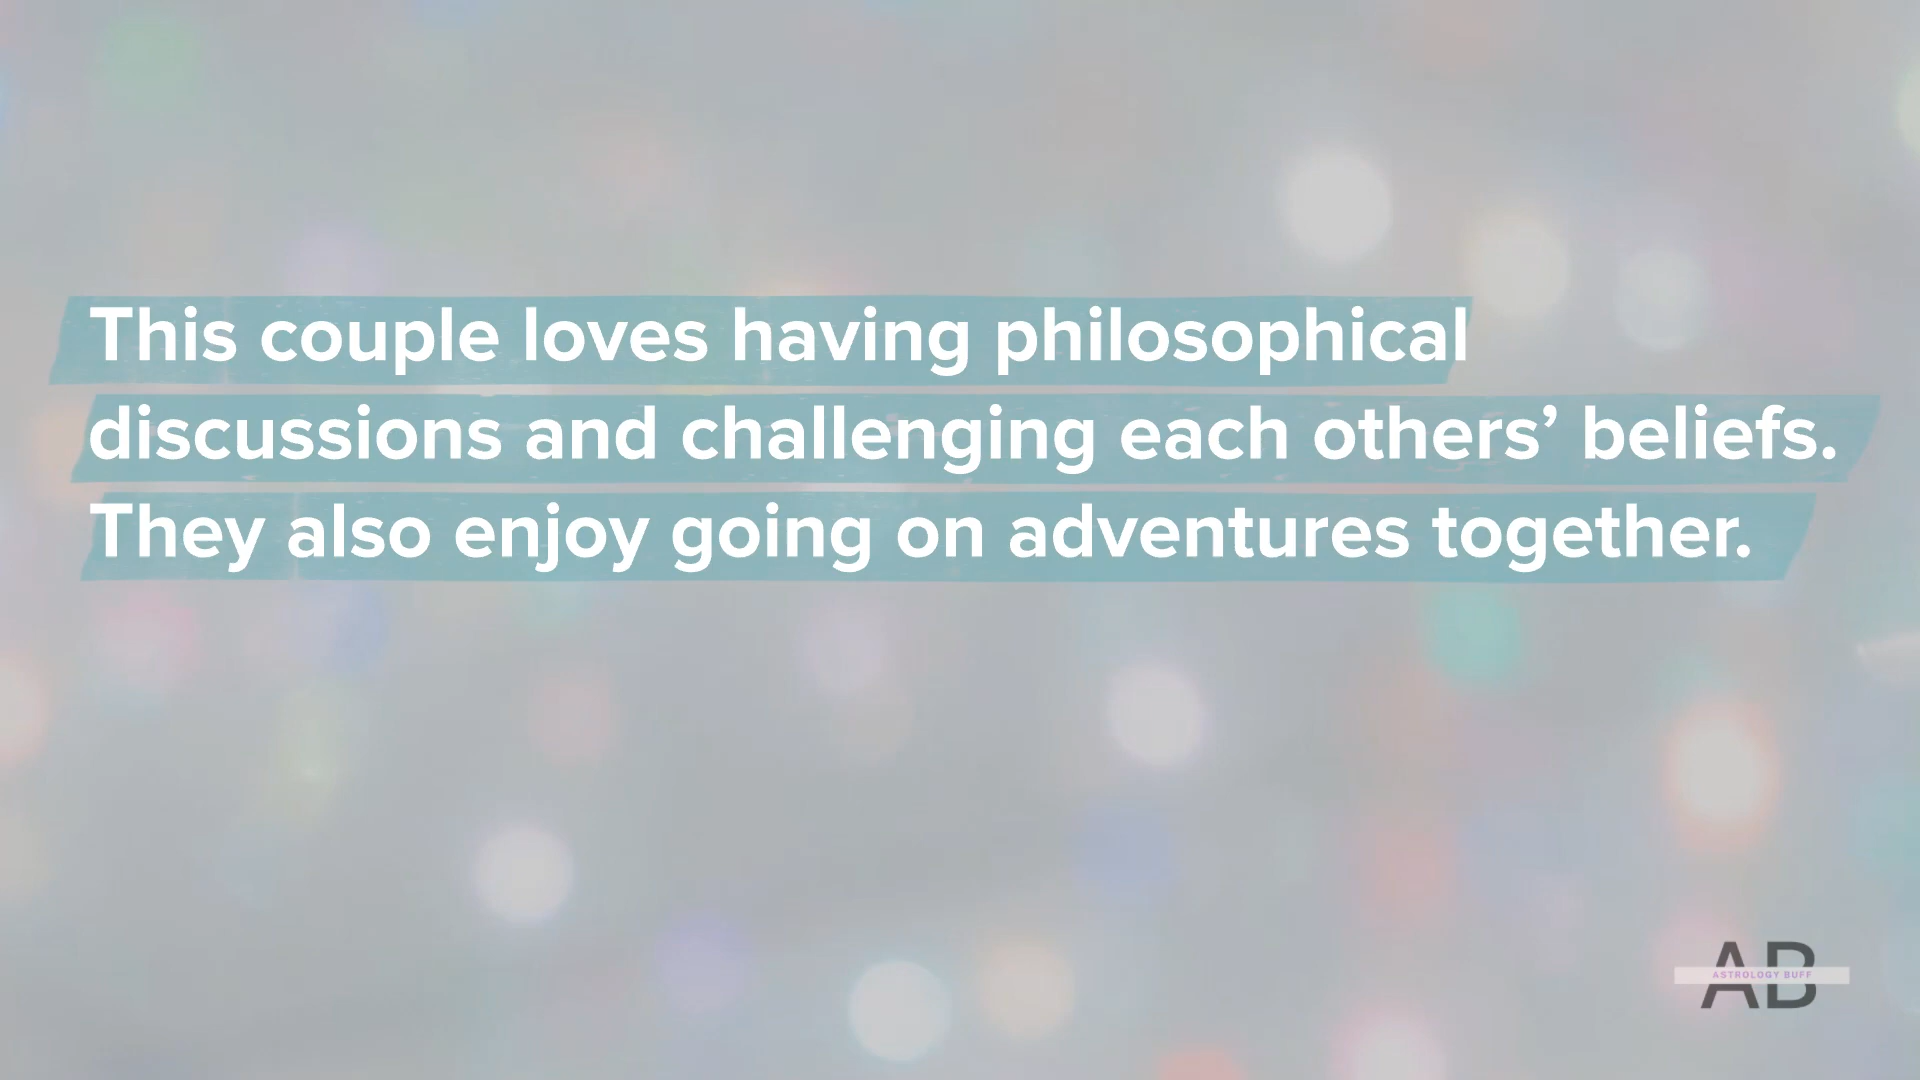 This couple loves having philosophical
discussions and challenging each others’ beliefs.
They also enjoy going on adventures together.
AB
ASTROLOGY BUFF